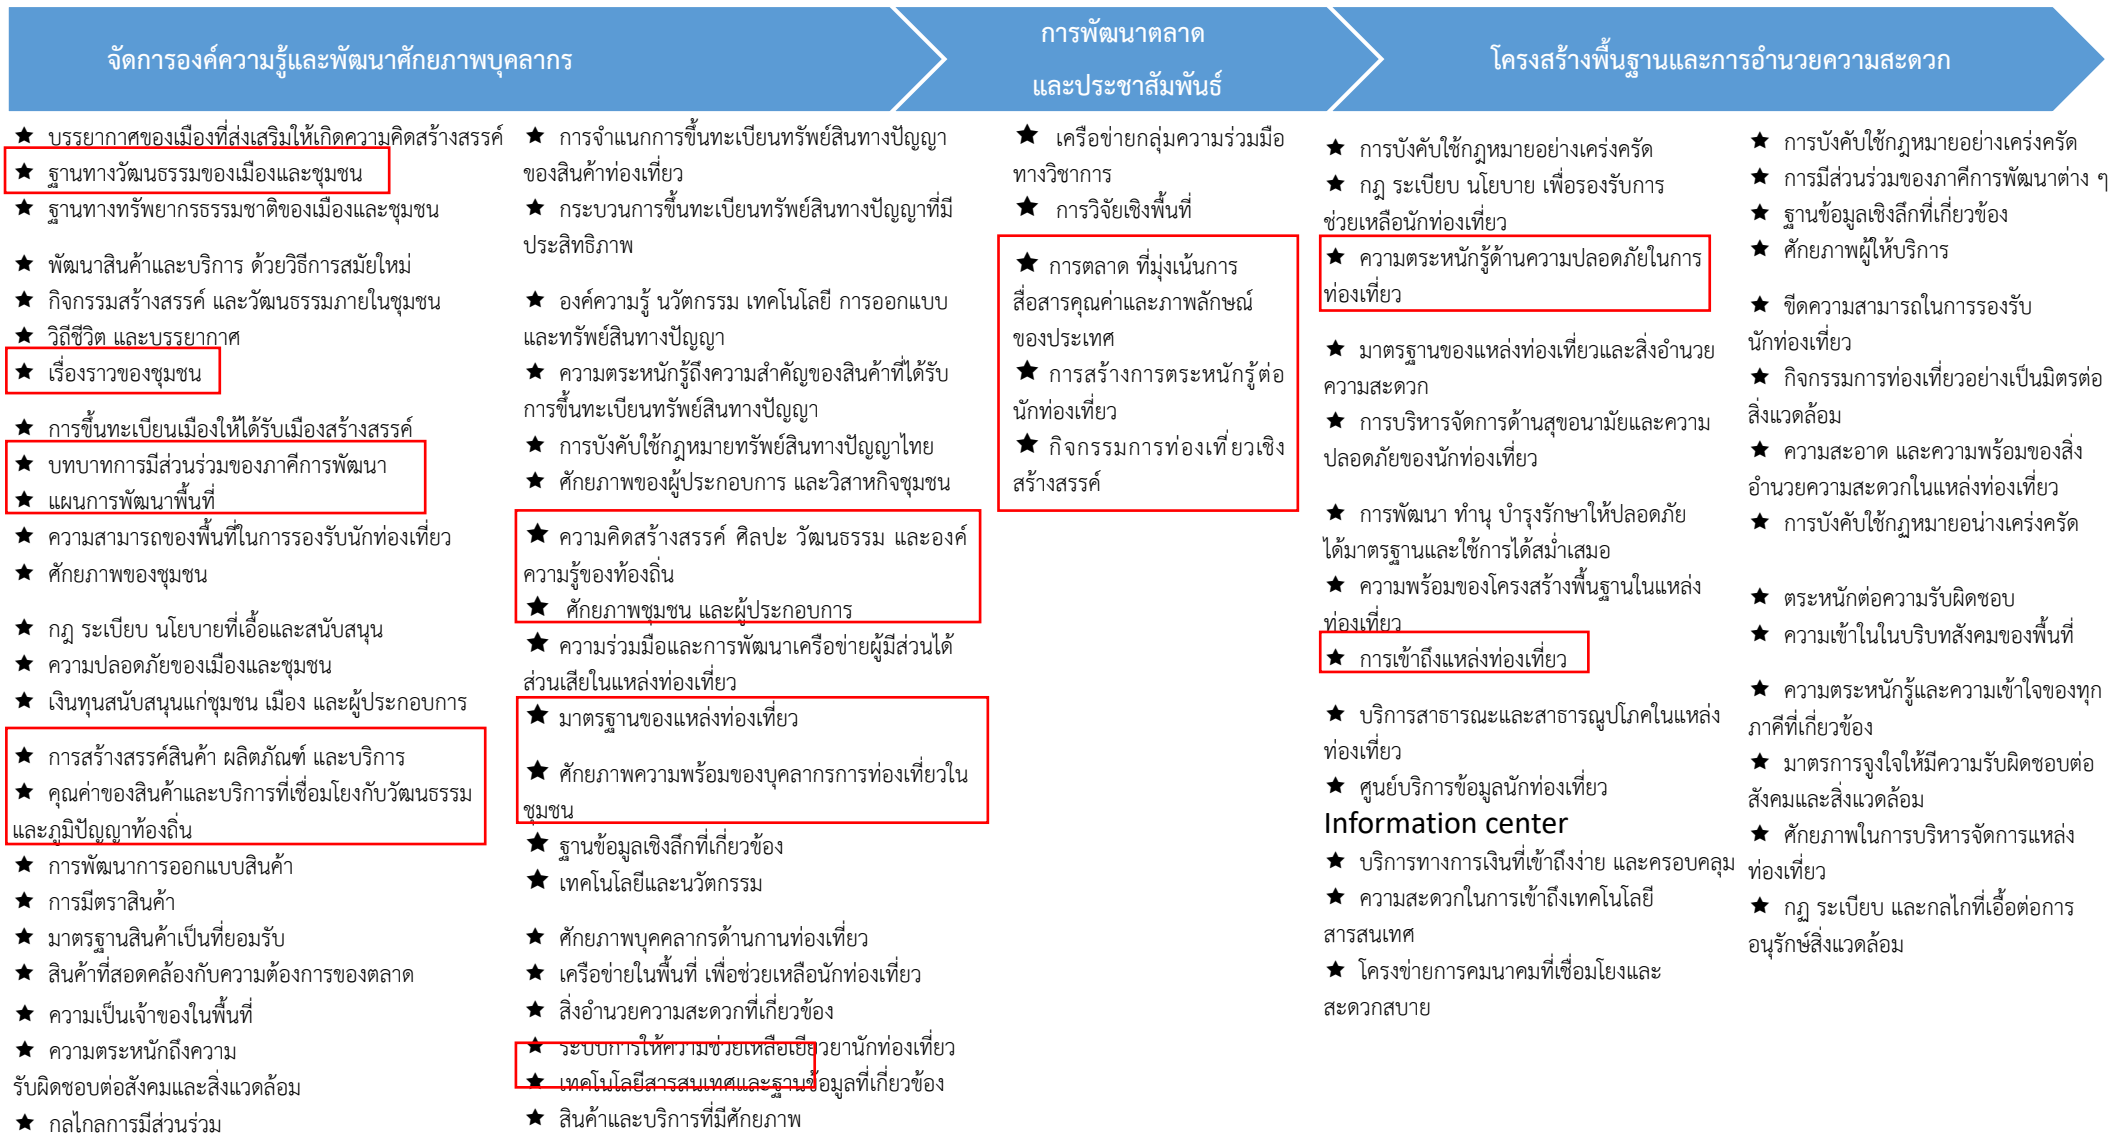 จัดการองค์ความรู้และพัฒนาศักยภาพบุคลากร
การพัฒนาตลาด
และประชาสัมพันธ์
โครงสร้างพื้นฐานและการอำนวยความสะดวก
★ บรรยากาศของเมืองที่ส่งเสริมให้เกิดความคิดสร้างสรรค์
★ ฐานทางวัฒนธรรมของเมืองและชุมชน
★ ฐานทางทรัพยากรธรรมชาติของเมืองและชุมชน
★ พัฒนาสินค้าและบริการ ด้วยวิธีการสมัยใหม่
★ กิจกรรมสร้างสรรค์ และวัฒนธรรมภายในชุมชน
★ วิถีชีวิต และบรรยากาศ
★ เรื่องราวของชุมชน
★ การขึ้นทะเบียนเมืองให้ได้รับเมืองสร้างสรรค์
★ บทบาทการมีส่วนร่วมของภาคีการพัฒนา
★ แผนการพัฒนาพื้นที่
★ ความสามารถของพื้นที่ในการรองรับนักท่องเที่ยว
★ ศักยภาพของชุมชน
★ กฎ ระเบียบ นโยบายที่เอื้อและสนับสนุน
★ ความปลอดภัยของเมืองและชุมชน
★ เงินทุนสนับสนุนแก่ชุมชน เมือง และผู้ประกอบการ
★ การสร้างสรรค์สินค้า ผลิตภัณฑ์ และบริการ
★ คุณค่าของสินค้าและบริการที่เชื่อมโยงกับวัฒนธรรม
และภูมิปัญญาท้องถิ่น
★ การพัฒนาการออกแบบสินค้า
★ การมีตราสินค้า
★ มาตรฐานสินค้าเป็นที่ยอมรับ
★ สินค้าที่สอดคล้องกับความต้องการของตลาด
★ ความเป็นเจ้าของในพื้นที่
★ ความตระหนักถึงความ
รับผิดชอบต่อสังคมและสิ่งแวดล้อม
★ กลไกลการมีส่วนร่วม
★ การจำแนกการขึ้นทะเบียนทรัพย์สินทางปัญญา
ของสินค้าท่องเที่ยว
★ กระบวนการขึ้นทะเบียนทรัพย์สินทางปัญญาที่มี
ประสิทธิภาพ
★ องค์ความรู้ นวัตกรรม เทคโนโลยี การออกแบบ
และทรัพย์สินทางปัญญา
★ ความตระหนักรู้ถึงความสำคัญของสินค้าที่ได้รับ
การขึ้นทะเบียนทรัพย์สินทางปัญญา
★ การบังคับใช้กฎหมายทรัพย์สินทางปัญญาไทย
★ ศักยภาพของผู้ประกอบการ และวิสาหกิจชุมชน
★ ความคิดสร้างสรรค์ ศิลปะ วัฒนธรรม และองค์
ความรู้ของท้องถิ่น
★ ศักยภาพชุมชน และผู้ประกอบการ
★ ความร่วมมือและการพัฒนาเครือข่ายผู้มีส่วนได้
ส่วนเสียในแหล่งท่องเที่ยว
★ มาตรฐานของแหล่งท่องเที่ยว
★ ศักยภาพความพร้อมของบุคลากรการท่องเที่ยวใน
ชุมชน
★ ฐานข้อมูลเชิงลึกที่เกี่ยวข้อง
★ เทคโนโลยีและนวัตกรรม
★ ศักยภาพบุคคลากรด้านกานท่องเที่ยว
★ เครือข่ายในพื้นที่ เพื่อช่วยเหลือนักท่องเที่ยว
★ สิ่งอำนวยความสะดวกที่เกี่ยวข้อง
★ ระบบการให้ความช่วยเหลือเยียวยานักท่องเที่ยว
★ เทคโนโลยีสารสนเทศและฐานข้อมูลที่เกี่ยวข้อง
★ สินค้าและบริการที่มีศักยภาพ
★ เครือข่ายกลุ่มความร่วมมือ
ทางวิชาการ
★ การวิจัยเชิงพื้นที่
★ การตลาด ที่มุ่งเน้นการ
สื่อสารคุณค่าและภาพลักษณ์
ของประเทศ
★ การสร้างการตระหนักรู้ต่อ
นักท่องเที่ยว
★ กิจกรรมการท่องเที่ยวเชิง
สร้างสรรค์
★ การบังคับใช้กฎหมายอย่างเคร่งครัด
★ กฎ ระเบียบ นโยบาย เพื่อรองรับการ
ช่วยเหลือนักท่องเที่ยว
★ ความตระหนักรู้ด้านความปลอดภัยในการ
ท่องเที่ยว
★ มาตรฐานของแหล่งท่องเที่ยวและสิ่งอำนวย
ความสะดวก
★ การบริหารจัดการด้านสุขอนามัยและความ
ปลอดภัยของนักท่องเที่ยว
★ การพัฒนา ทำนุ บำรุงรักษาให้ปลอดภัย
ได้มาตรฐานและใช้การได้สม่ำเสมอ
★ ความพร้อมของโครงสร้างพื้นฐานในแหล่ง
ท่องเที่ยว
★ การเข้าถึงแหล่งท่องเที่ยว
★ บริการสาธารณะและสาธารณูปโภคในแหล่ง
ท่องเที่ยว
★ ศูนย์บริการข้อมูลนักท่องเที่ยว
Information center
★ บริการทางการเงินที่เข้าถึงง่าย และครอบคลุม
★ ความสะดวกในการเข้าถึงเทคโนโลยี
สารสนเทศ
★ โครงข่ายการคมนาคมที่เชื่อมโยงและ
สะดวกสบาย
★ การบังคับใช้กฎหมายอย่างเคร่งครัด
★ การมีส่วนร่วมของภาคีการพัฒนาต่าง ๆ
★ ฐานข้อมูลเชิงลึกที่เกี่ยวข้อง
★ ศักยภาพผู้ให้บริการ
★ ขีดความสามารถในการรองรับ
นักท่องเที่ยว
★ กิจกรรมการท่องเที่ยวอย่างเป็นมิตรต่อ
สิ่งแวดล้อม
★ ความสะอาด และความพร้อมของสิ่ง
อำนวยความสะดวกในแหล่งท่องเที่ยว
★ การบังคับใช้กฏหมายอน่างเคร่งครัด
★ ตระหนักต่อความรับผิดชอบ
★ ความเข้าในในบริบทสังคมของพื้นที่
★ ความตระหนักรู้และความเข้าใจของทุก
ภาคีที่เกี่ยวข้อง
★ มาตรการจูงใจให้มีความรับผิดชอบต่อ
สังคมและสิ่งแวดล้อม
★ ศักยภาพในการบริหารจัดการแหล่ง
ท่องเที่ยว
★ กฏ ระเบียบ และกลไกที่เอื้อต่อการ
อนุรักษ์สิ่งแวดล้อม